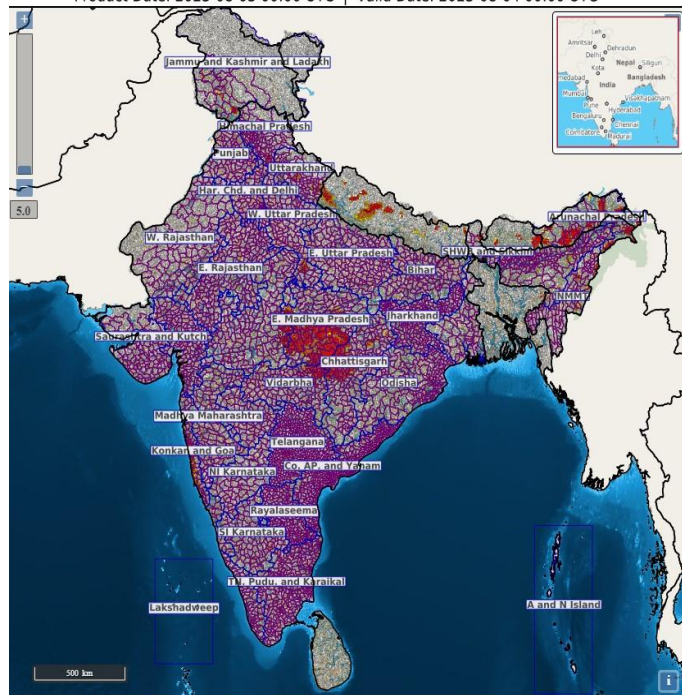 +
5.0
Jammu and Kashmir and Ladakh
Himachal Pradesh
Punjab
Uttarakhand
Har. Chd. and Delhi
W. Uttar Pradesh
W. Rajasthan
E. Uttar Pradesh
E. Rajasthan
Bihar
SHWB and Sikkim
Arunachal Pradesh
NMMT
E. Madhya Pradesh
Jharkhand
Saurashtra and Kutch
Chhattisgarh
Vidarbha
Odisha
Madhya Maharashtra
Telangana
Konkan and Goa
Co. AP. and Yanam
NI Karnataka
Rayalaseema
SI Karnataka
TN. Pudu. and Karaikal
Lakshadweep
A and N Island
500 km
i
Leh
Amritsar
Dehradun
Delhi
Nepal
Siliguri
Kota
Bangladesh
medabad
India
Mumbai
Pune
Visakhapatnam
Hyderabad
Bengaluru
Chennai
Coimbatore
Madurai